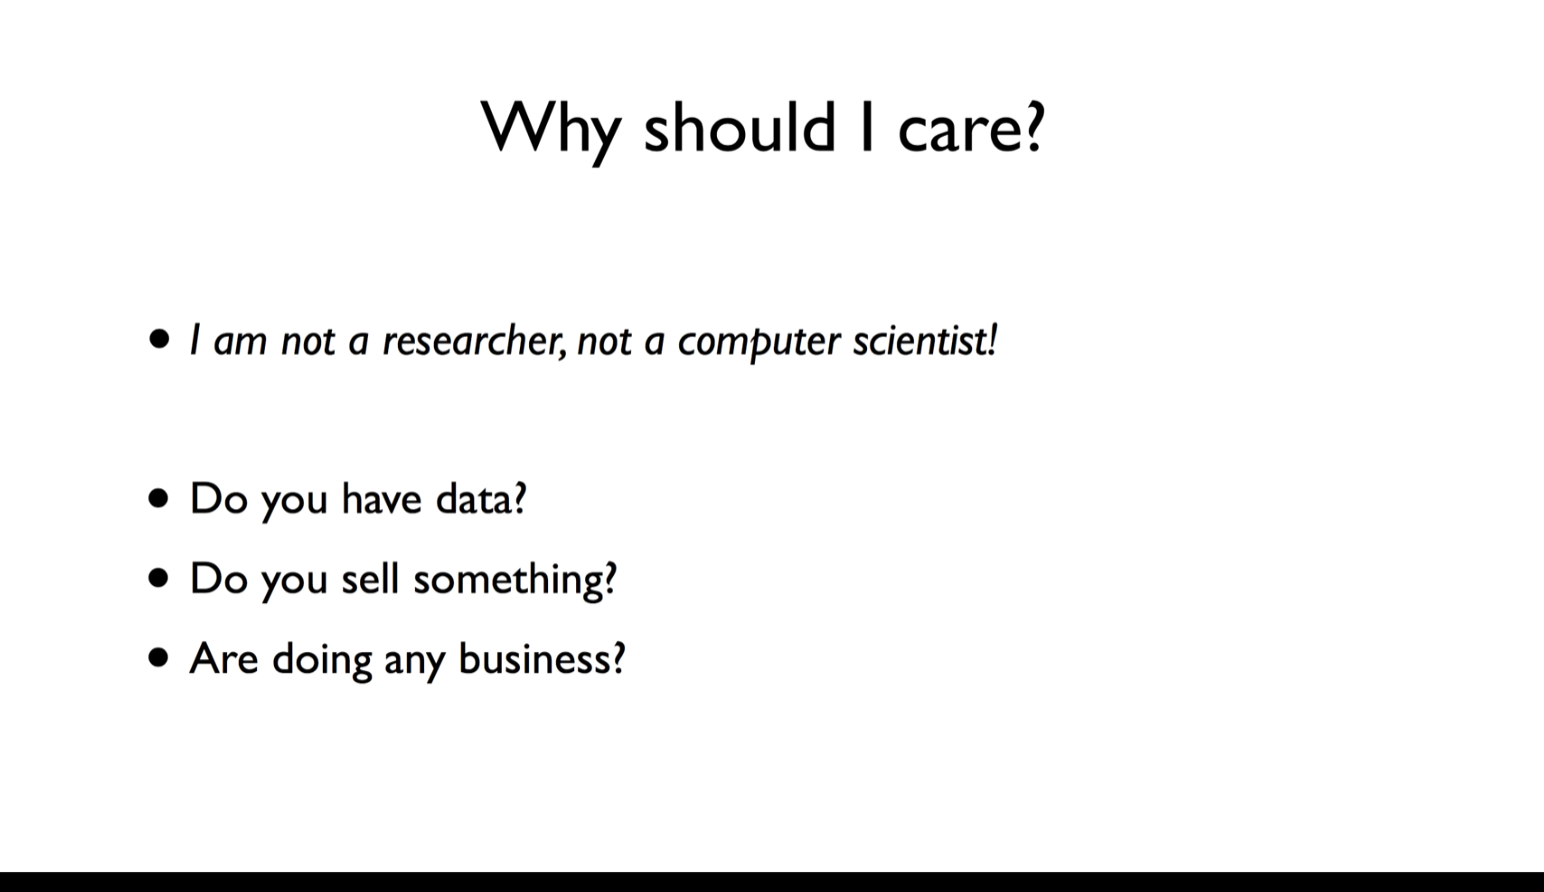 Why should I care?
• I am not a researcher, not a computer scientist!
• Do you have data?
• Do you sell something?
• Are doing any business?